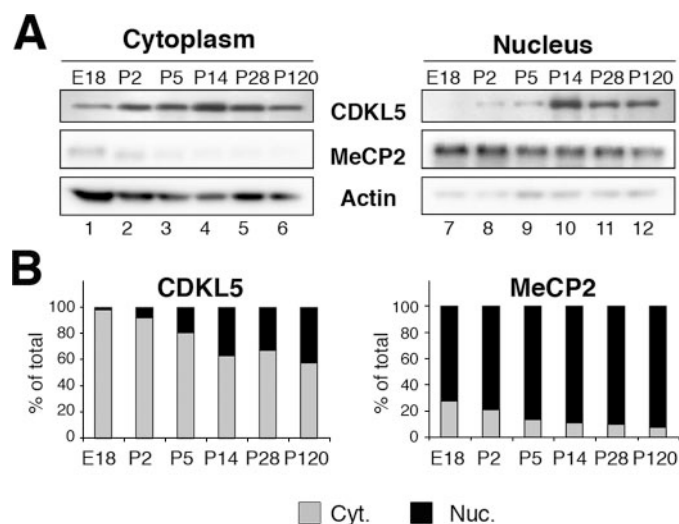 A
Cytoplasm Nucleus
E18 P2 P5 P14 P28 P120 E18 P2 P5 P14 P28 P120
CDKL5
MeCP2
Actin
1 2 3 4 5 6 7 8 9 10 11 12
B
CDKL5 MeCP2
% of total
100
80
60
40
20
0
E18 P2 P5 P14 P28 P120
% of total
100
80
60
40
20
0
E18 P2 P5 P14 P28 P120
Cyt. Nuc.